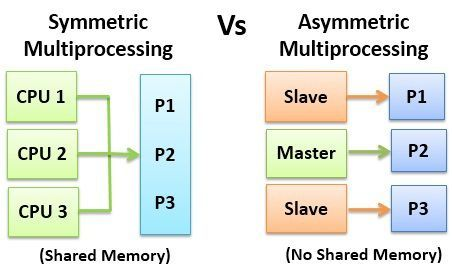 Symmetric
Multiprocessing
Vs
Asymmetric
Multiprocessing
CPU 1
CPU 2
CPU 3
P1
P2
P3
(Shared Memory)
Slave
P1
Master
P2
Slave
P3
(No Shared Memory)